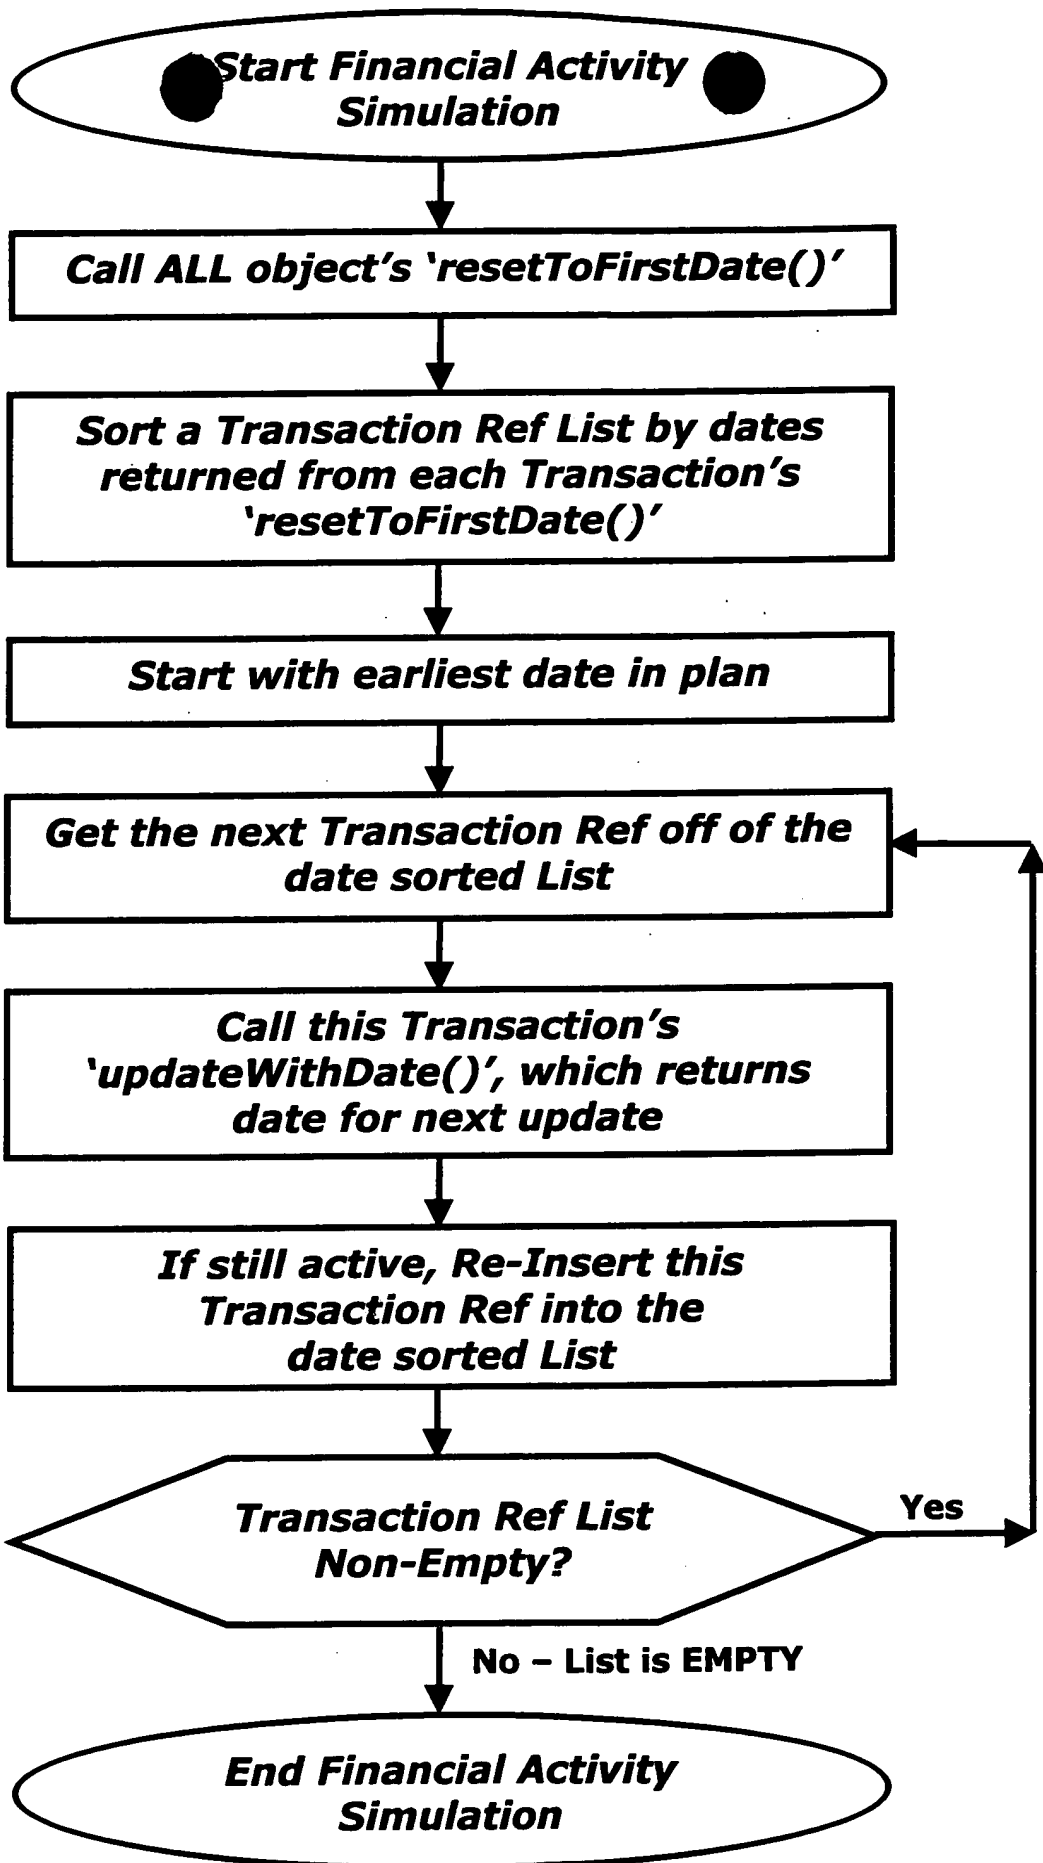 Start Financial Activity
Simulation
Call ALL object's 'resetToFirstDate()'
Sort a Transaction Ref List by dates
returned from each Transaction's
'resetToFirstDate()'
Start with earliest date in plan
Get the next Transaction Ref off of the
date sorted List
Call this Transaction's
'updateWithDate()', which returns
date for next update
If still active, Re-Insert this
Transaction Ref into the
date sorted List
Transaction Ref List
Non-Empty?
Yes
No – List is EMPTY
End Financial Activity
Simulation